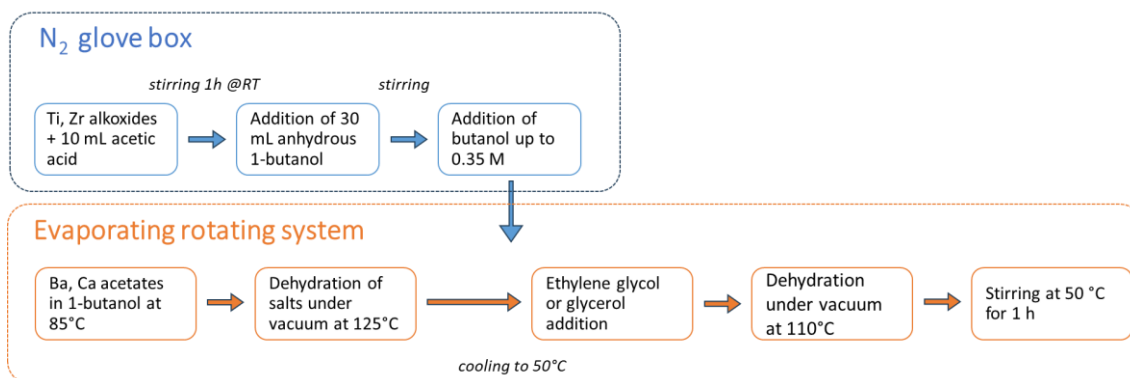 N₂ glove box
stirring 1h @RT
stirring
Ti, Zr alkoxides
+ 10 mL acetic
acid
Addition of 30
mL anhydrous
1-butanol
Addition of
butanol up to
0.35 M
Evaporating rotating system
Ba, Ca acetates
in 1-butanol at
85°C
Dehydration of
salts under
vacuum at 125°C
Ethylene glycol
or glycerol
addition
Dehydration
under vacuum
at 110°C
Stirring at 50 °C
for 1 h
cooling to 50°C